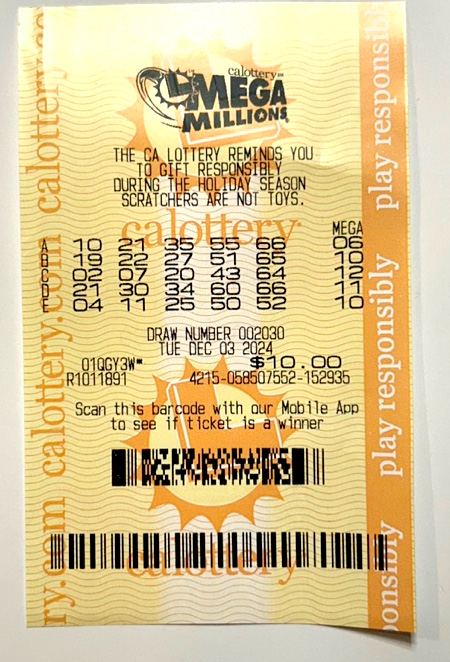 calottery
MEGA
MILLIONS
THE CA LOTTERY REMINDS YOU
TO GIFT RESPONSIBLY
DURING THE HOLIDAY SEASON
SCRATCHERS ARE NOT TOYS.
calottery
MEGA
A 10 21 35 55 66 06
B 19 22 27 51 65 10
C 02 07 20 43 64 12
D 21 30 34 60 66 11
E 04 11 25 50 52 10
DRAW NUMBER 002030
TUE DEC 03 2024
01QGY3W* $10.00
R1011891 4215-058507552-152935
Scan this barcode with our Mobile App
to see if ticket is a winner
calottery
calottery.com calottery.com
play responsibly play responsibly